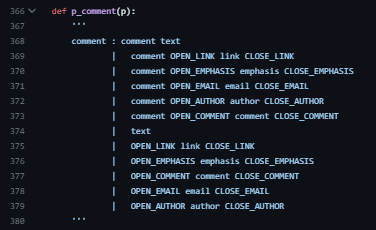 366 def p_comment(p):
367 '''
368 comment : comment text
369 | comment OPEN_LINK link CLOSE_LINK
370 | comment OPEN_EMPHASIS emphasis CLOSE_EMPHASIS
371 | comment OPEN_EMAIL email CLOSE_EMAIL
372 | comment OPEN_AUTHOR author CLOSE_AUTHOR
373 | comment OPEN_COMMENT comment CLOSE_COMMENT
374 | text
375 | OPEN_LINK link CLOSE_LINK
376 | OPEN_EMPHASIS emphasis CLOSE_EMPHASIS
377 | OPEN_COMMENT comment CLOSE_COMMENT
378 | OPEN_EMAIL email CLOSE_EMAIL
379 | OPEN_AUTHOR author CLOSE_AUTHOR
380 '''